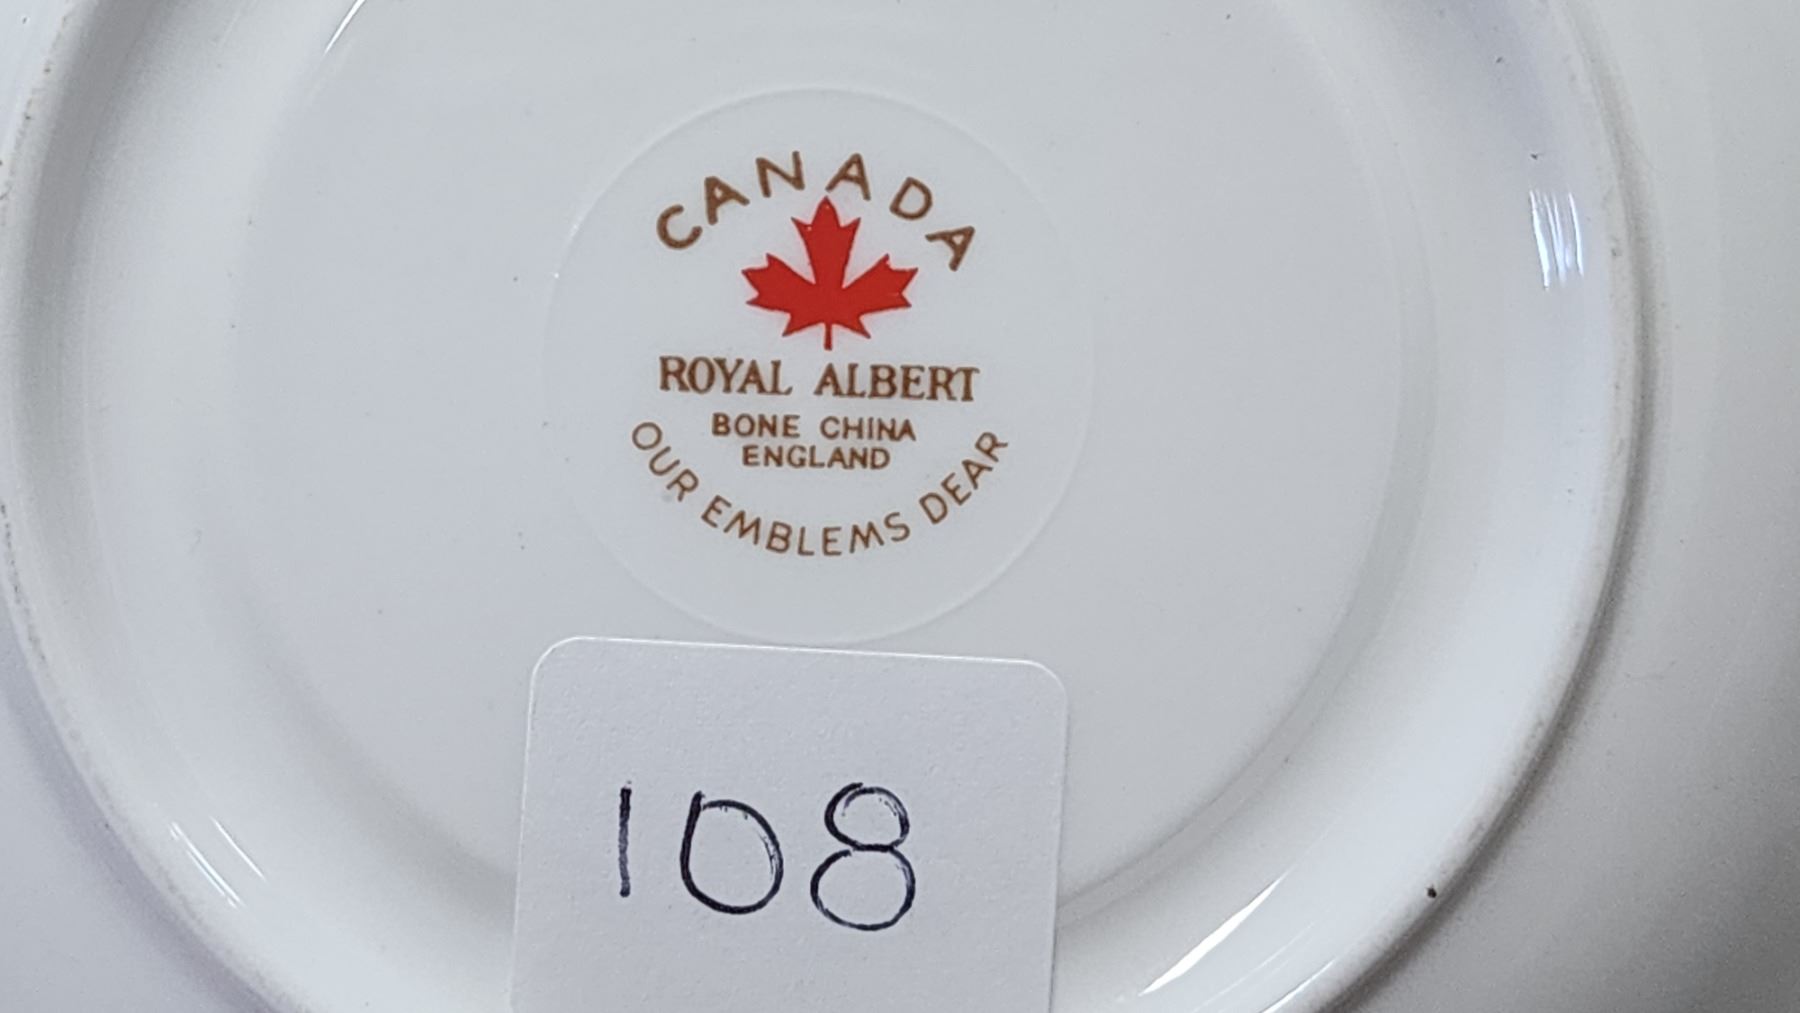 CANADA
ROYAL ALBERT
BONE CHINA
ENGLAND
OUR EMBLEMS DEAR
108